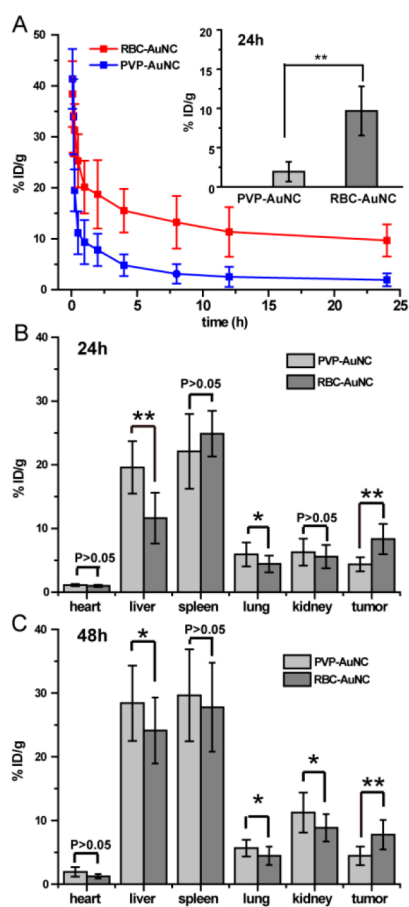 A
RBC-AuNC
PVP-AuNC
24h
**
% ID/g
15
10
5
0
PVP-AuNC RBC-AuNC
% ID/g
50
40
30
20
10
0
0 5 10 15 20 25
time (h)
B
24h
PVP-AuNC
RBC-AuNC
% ID/g
40
30
20
10
0
P>0.05
**
P>0.05
*
P>0.05
**
heart liver spleen lung kidney tumor
C
48h
PVP-AuNC
RBC-AuNC
% ID/g
40
30
20
10
0
P>0.05
*
P>0.05
*
*
**
heart liver spleen lung kidney tumor